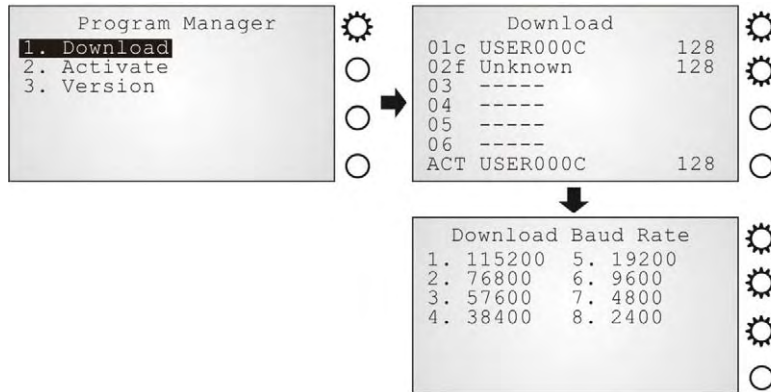 Program Manager
1. Download
2. Activate
3. Version
Download
01c USER000C 128
02f Unknown 128
03 -----
04 -----
05 -----
06 -----
ACT USER000C 128
Download Baud Rate
1. 115200 5. 19200
2. 76800 6. 9600
3. 57600 7. 4800
4. 38400 8. 2400